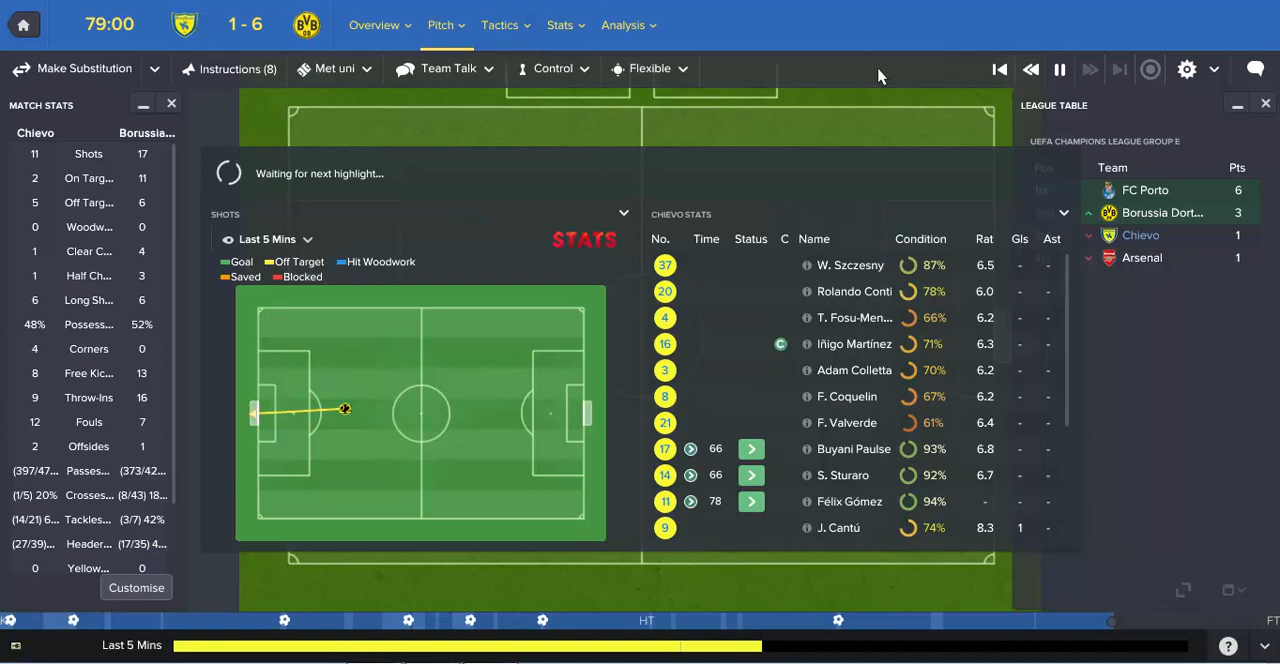 79:00 1 - 6 BVB 09 Overview Pitch Tactics Stats Analysis
Make Substitution Instructions (8) Met uni Team Talk Control Flexible
MATCH STATS
Chievo Borussia...
11 Shots 17
2 On Targ... 11
5 Off Targ... 6
0 Woodw... 0
1 Clear C... 4
1 Half Ch... 3
6 Long Sh... 6
48% Possess... 52%
4 Corners 0
8 Free Kic... 13
9 Throw-Ins 16
12 Fouls 7
2 Offsides 1
(397/47... Passes... (373/42...
(1/5) 20% Crosses... (8/43) 18...
(14/21) 6... Tackles... (3/7) 42%
(27/39)... Header... (17/35) 4...
0 Yellow... 0
Customise
Waiting for next highlight...
SHOTS
Last 5 Mins
STATS
Goal Off Target Hit Woodwork
Saved Blocked
CHIEVO STATS
No. Time Status C Name Condition Rat Gls Ast
37 W. Szczesny 87% 6.5 - -
20 Rolando Conti 78% 6.0 - -
4 T. Fosu-Men... 66% 6.2 - -
16 C Iñigo Martínez 71% 6.3 - -
3 Adam Colletta 70% 6.2 - -
8 F. Coquelin 67% 6.2 - -
21 F. Valverde 61% 6.4 - -
17 66 Buyani Paulse 93% 6.8 - -
14 66 S. Sturaro 92% 6.7 - -
11 78 Félix Gómez 94% - - -
9 J. Cantú 74% 8.3 1 -
LEAGUE TABLE
UEFA CHAMPIONS LEAGUE GROUP E
Pos Team Pts
1st FC Porto 6
Borussia Dort... 3
Chievo 1
Arsenal 1
HT FT
Last 5 Mins ?